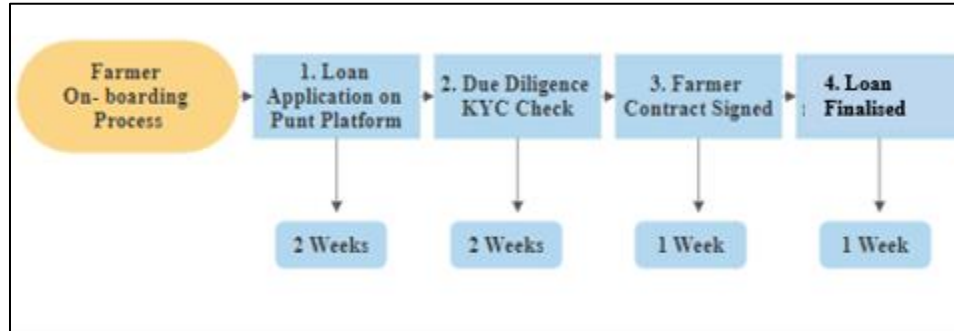 Farmer
On- boarding
Process
1. Loan
Application on
Punt Platform
2. Due Diligence
KYC Check
3. Farmer
Contract Signed
4. Loan
Finalised
2 Weeks
2 Weeks
1 Week
1 Week